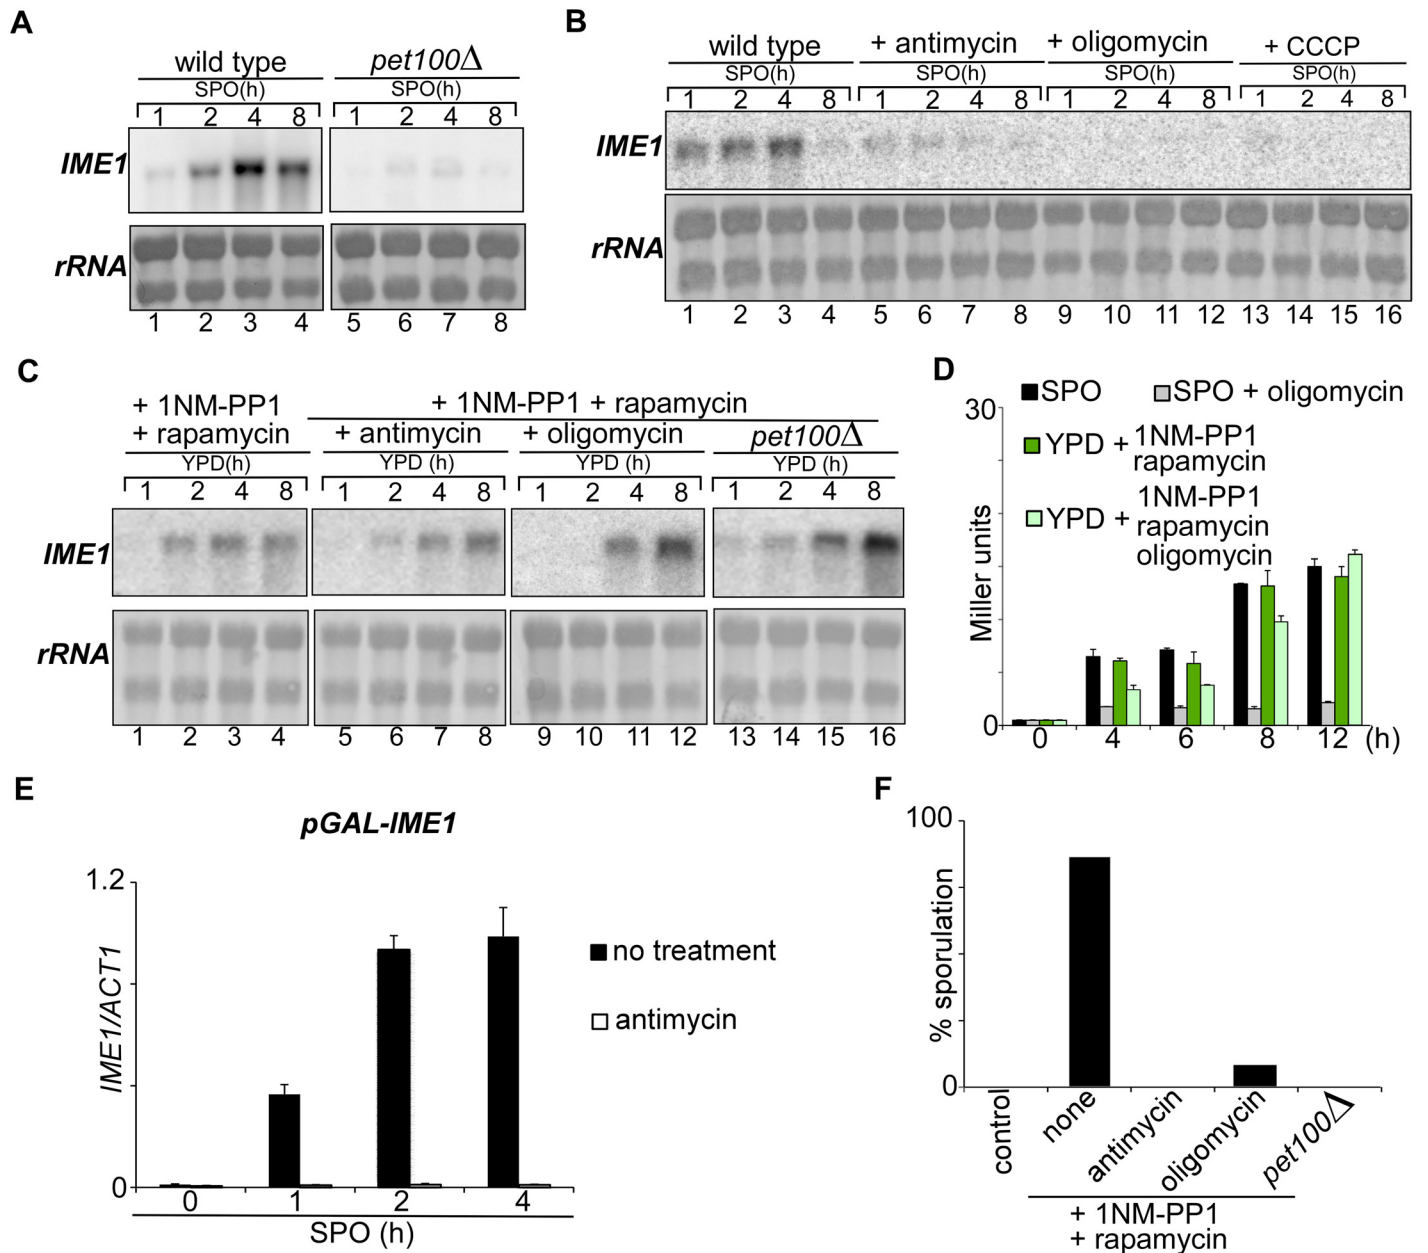 A
wild type
pet100Δ
SPO(h)
SPO(h)
1 2 4 8 1 2 4 8
IME1
rRNA
1 2 3 4 5 6 7 8
B
wild type
+ antimycin
+ oligomycin
+ CCCP
SPO(h)
SPO(h)
SPO(h)
SPO(h)
1 2 4 8 1 2 4 8 1 2 4 8 1 2 4 8
IME1
rRNA
1 2 3 4 5 6 7 8 9 10 11 12 13 14 15 16
C
+ 1NM-PP1
+ rapamycin
+ 1NM-PP1 + rapamycin
+ antimycin
+ oligomycin
pet100Δ
YPD(h)
YPD (h)
YPD (h)
YPD (h)
1 2 4 8 1 2 4 8 1 2 4 8 1 2 4 8
IME1
rRNA
1 2 3 4 5 6 7 8 9 10 11 12 13 14 15 16
D
SPO
SPO + oligomycin
YPD + 1NM-PP1
rapamycin
YPD + 1NM-PP1
rapamycin
oligomycin
Miller units
30
0
0 4 6 8 12 (h)
E
pGAL-IME1
IME1/ACT1
1.2
0
no treatment
antimycin
0 1 2 4
SPO (h)
F
% sporulation
100
0
control
none
antimycin
oligomycin
pet100Δ
+ 1NM-PP1
+ rapamycin